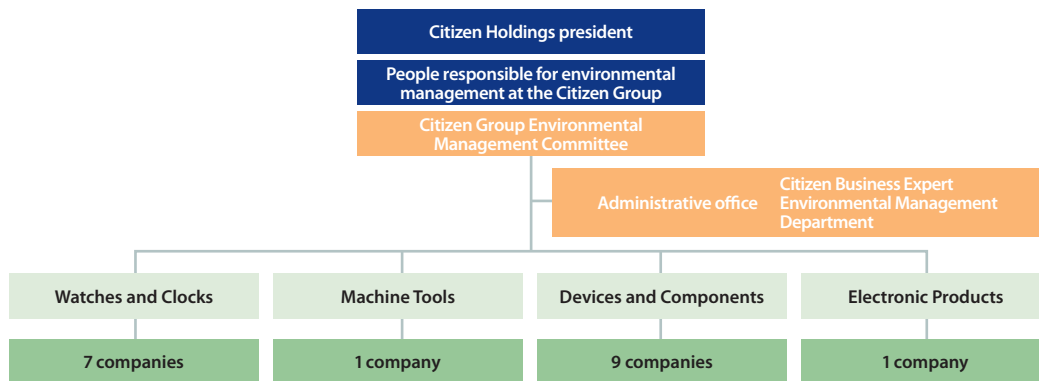 Citizen Holdings president
People responsible for environmental
management at the Citizen Group
Citizen Group Environmental
Management Committee
Administrative office
Citizen Business Expert
Environmental Management
Department
Watches and Clocks
Machine Tools
Devices and Components
Electronic Products
7 companies
1 company
9 companies
1 company